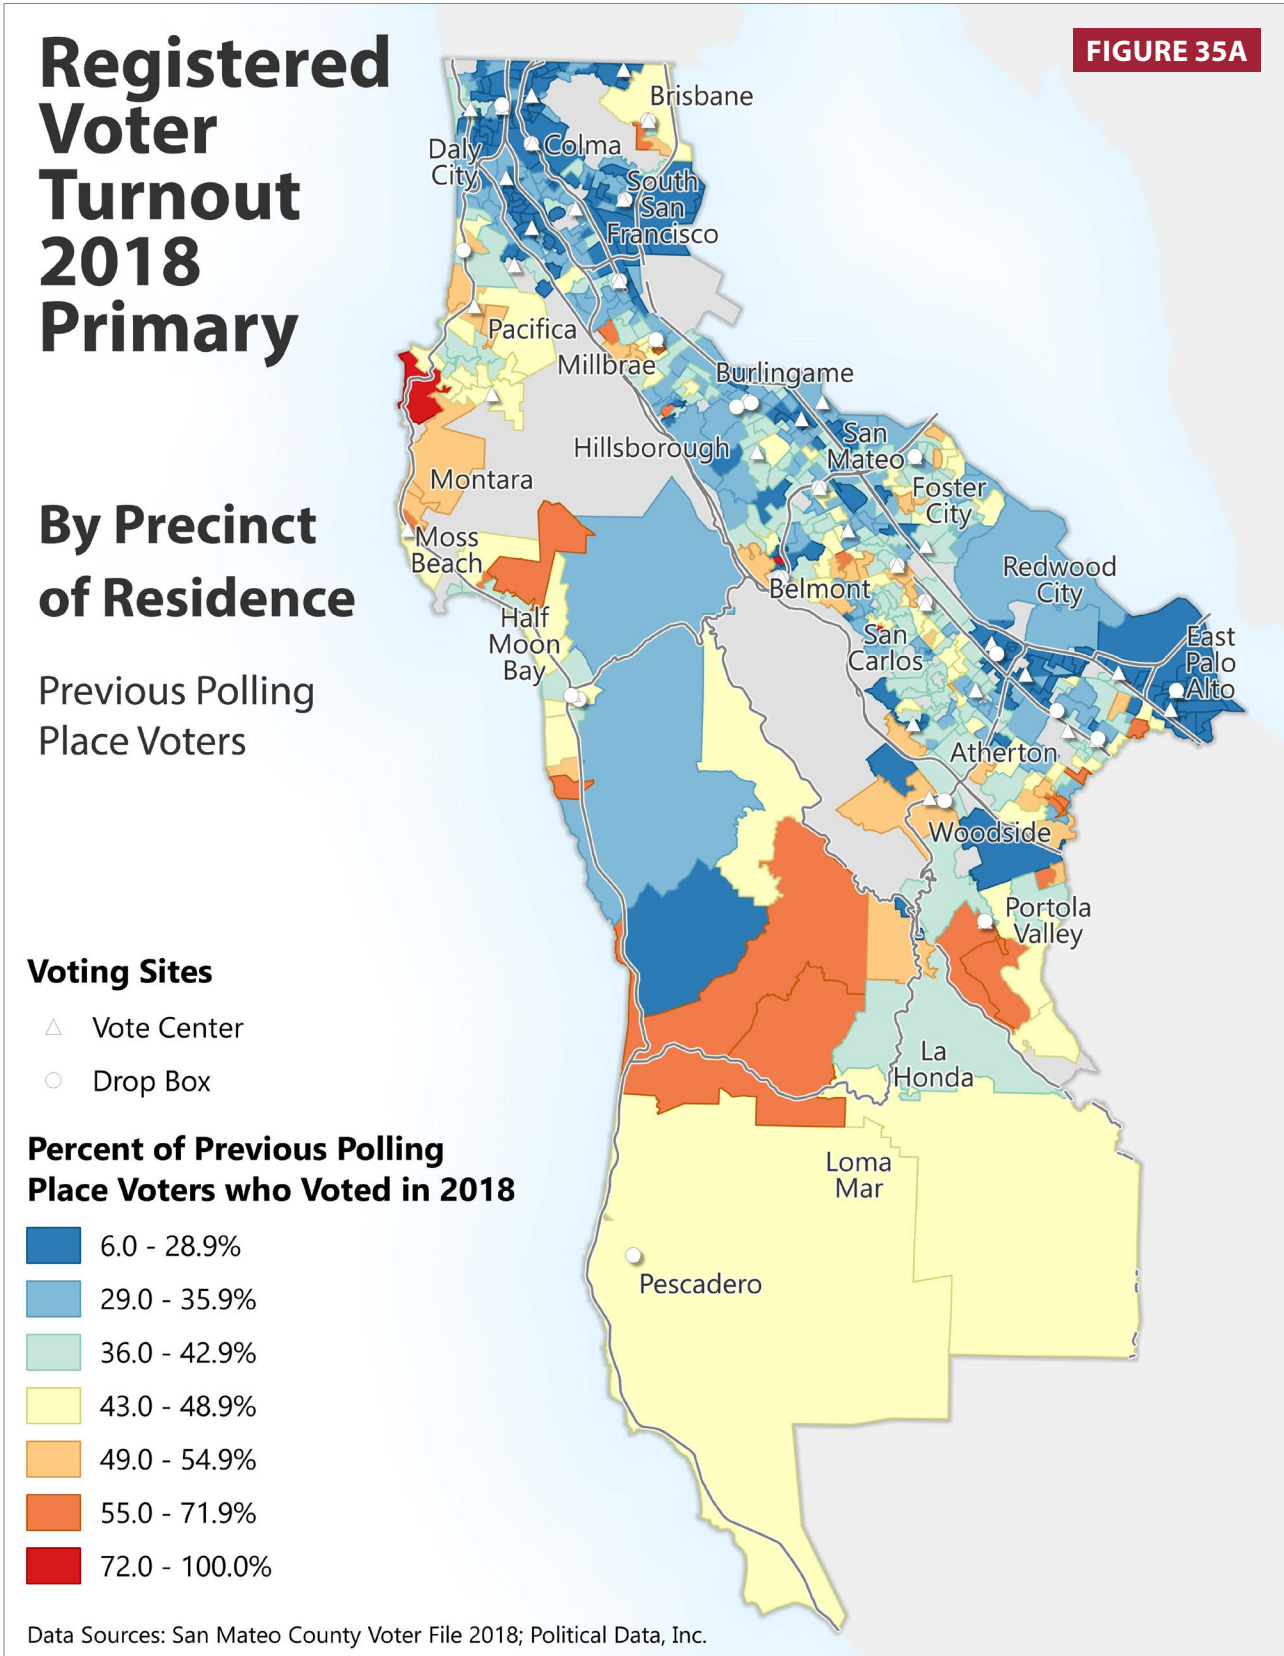 Registered
Voter
Turnout
2018
Primary
FIGURE 35A
By Precinct
of Residence
Previous Polling
Place Voters
Brisbane
Daly
City
Colma
South
San
Francisco
Pacifica
Millbrae
Burlingame
Hillsborough
San
Mateo
Foster
City
Montara
Moss
Beach
Belmont
Redwood
City
Half
Moon
Bay
San
Carlos
East
Palo
Alto
Atherton
Woodside
Portola
Valley
La
Honda
Loma
Mar
Pescadero
Voting Sites
Vote Center
Drop Box
Percent of Previous Polling
Place Voters who Voted in 2018
6.0 - 28.9%
29.0 - 35.9%
36.0 - 42.9%
43.0 - 48.9%
49.0 - 54.9%
55.0 - 71.9%
72.0 - 100.0%
Data Sources: San Mateo County Voter File 2018; Political Data, Inc.